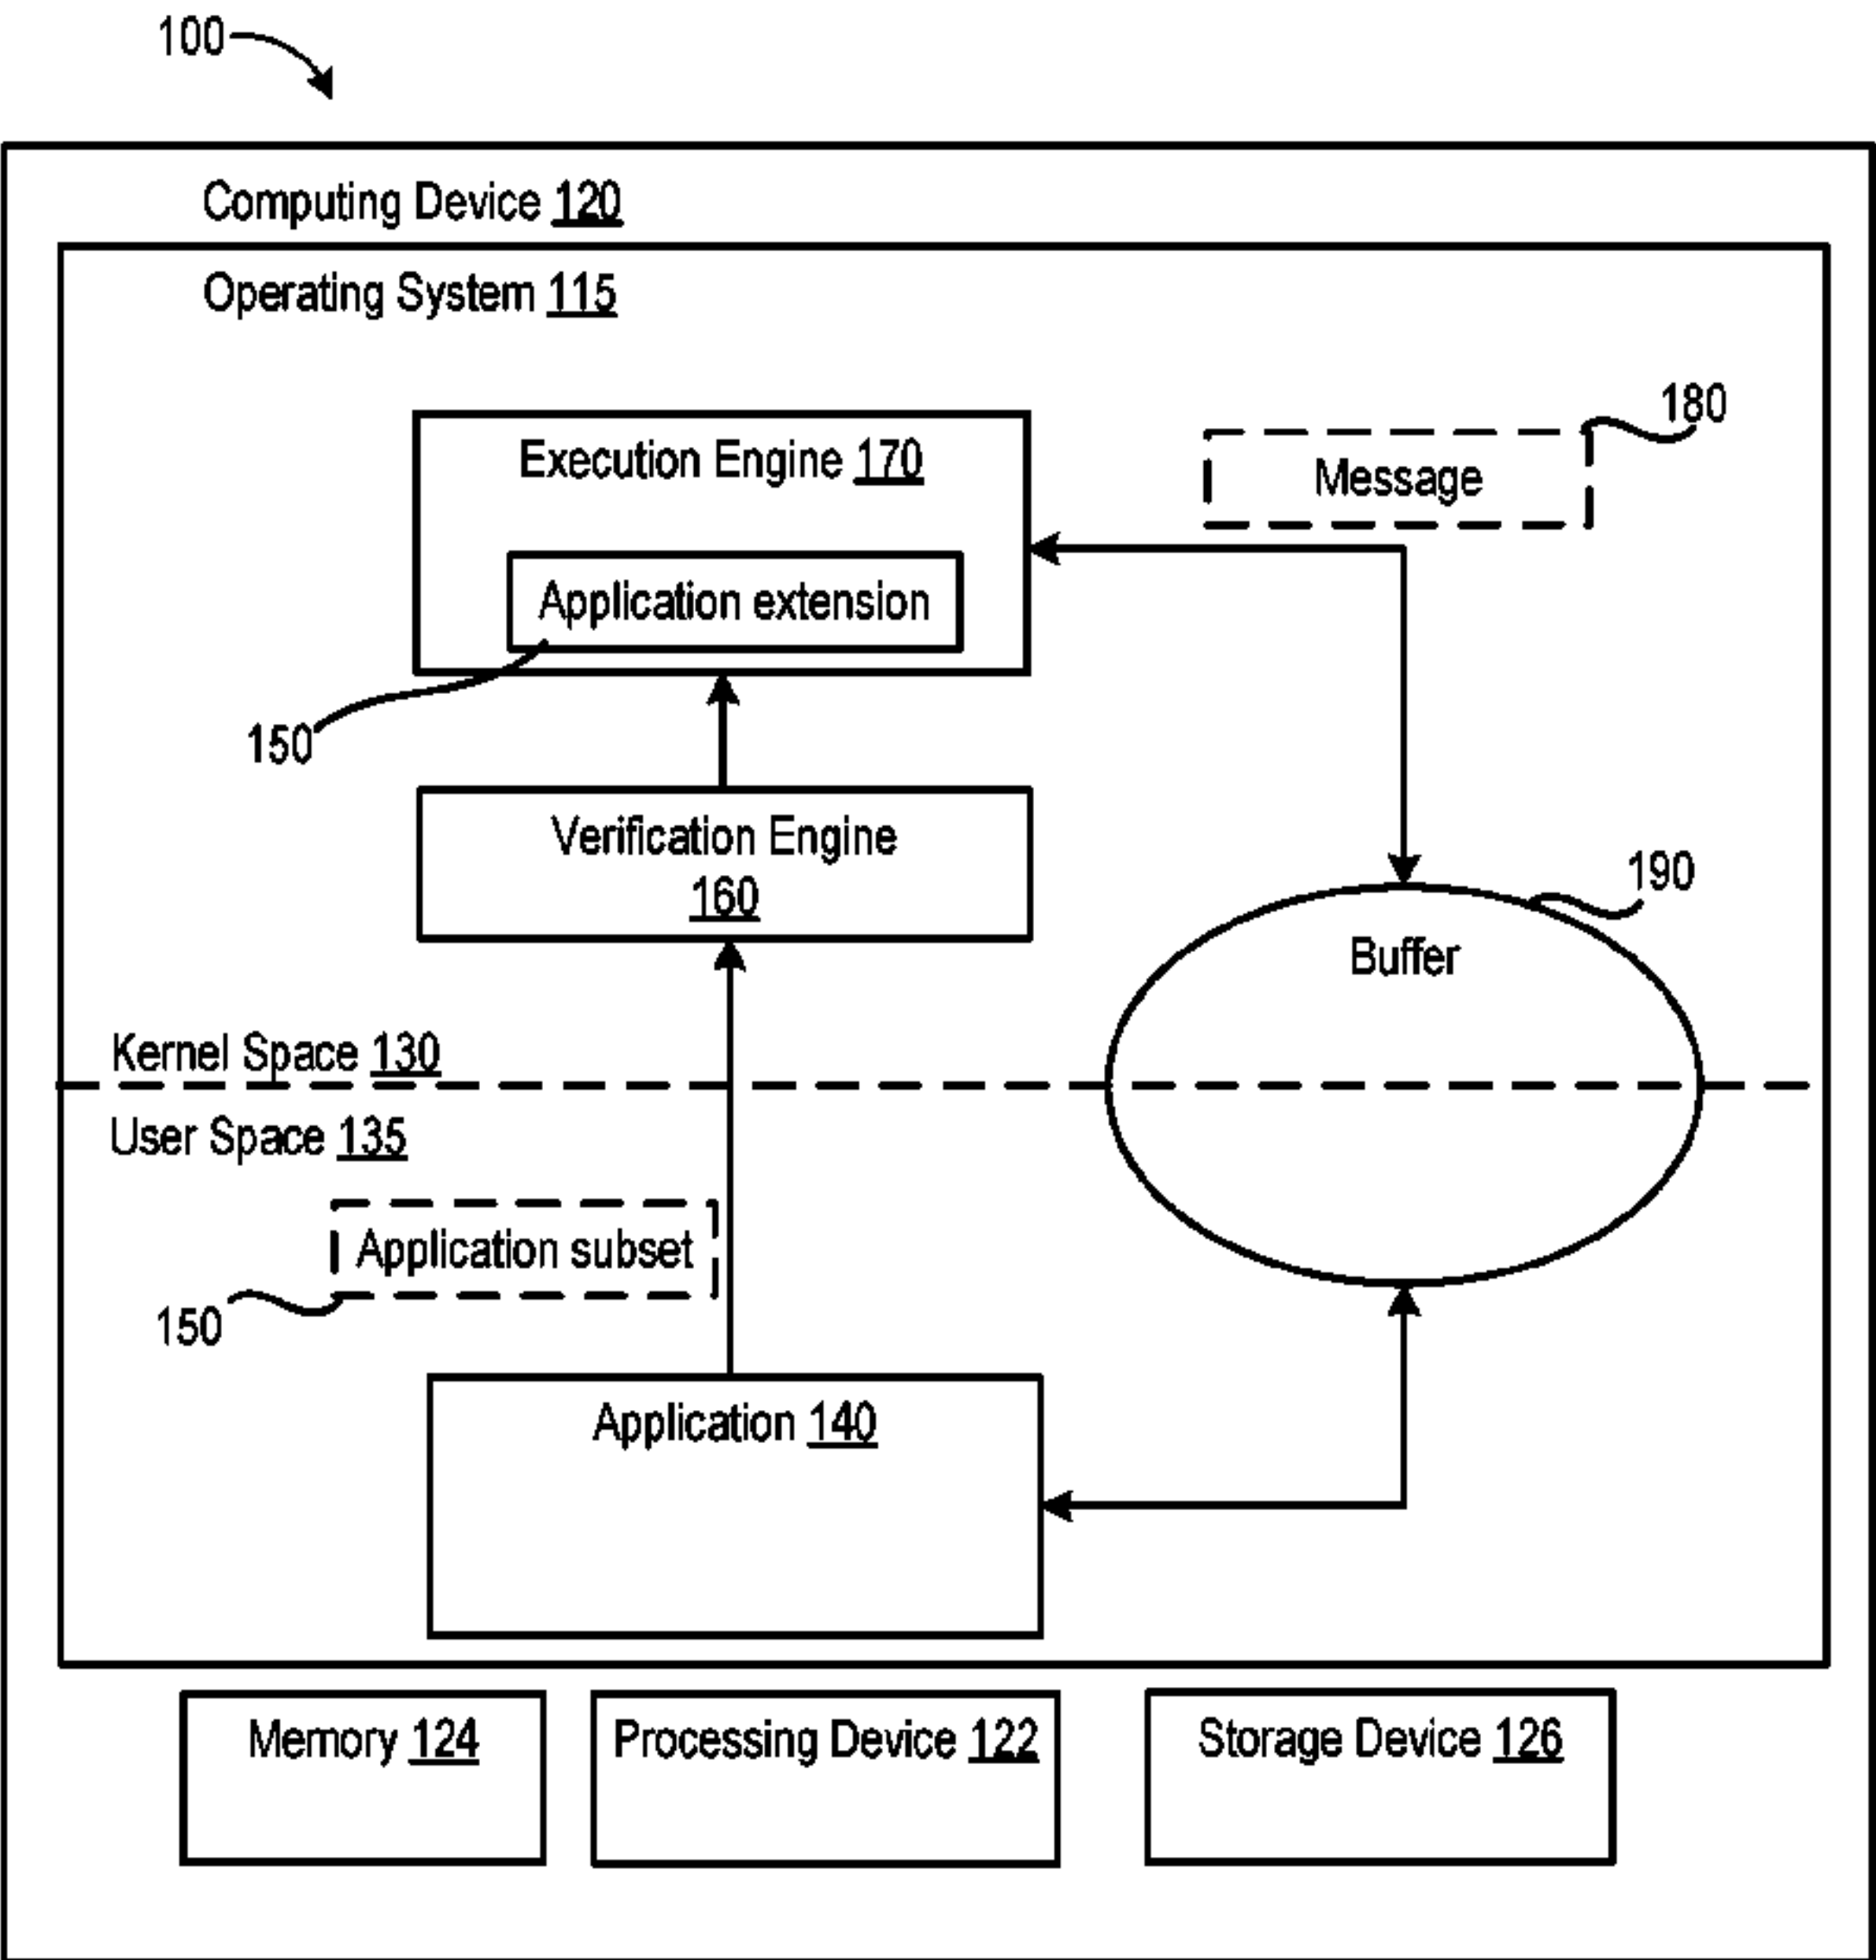 100
Computing Device 120
Operating System 115
180
Execution Engine 170
Message
Application extension
150
Verification Engine
160
190
Buffer
Kernel Space 130
User Space 135
Application subset
150
Application 140
Memory 124
Processing Device 122
Storage Device 126